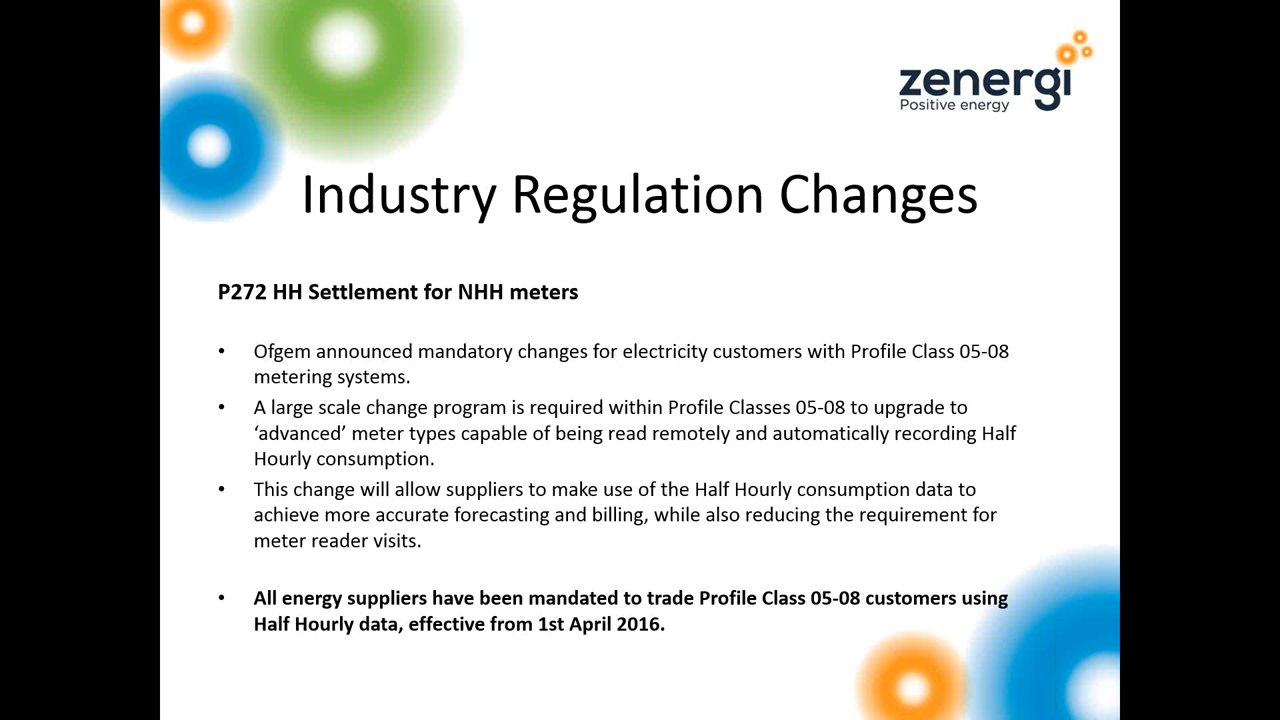 zenergi
Positive energy
Industry Regulation Changes
P272 HH Settlement for NHH meters
• Ofgem announced mandatory changes for electricity customers with Profile Class 05-08
metering systems.
• A large scale change program is required within Profile Classes 05-08 to upgrade to
‘advanced’ meter types capable of being read remotely and automatically recording Half
Hourly consumption.
• This change will allow suppliers to make use of the Half Hourly consumption data to
achieve more accurate forecasting and billing, while also reducing the requirement for
meter reader visits.
• All energy suppliers have been mandated to trade Profile Class 05-08 customers using
Half Hourly data, effective from 1st April 2016.